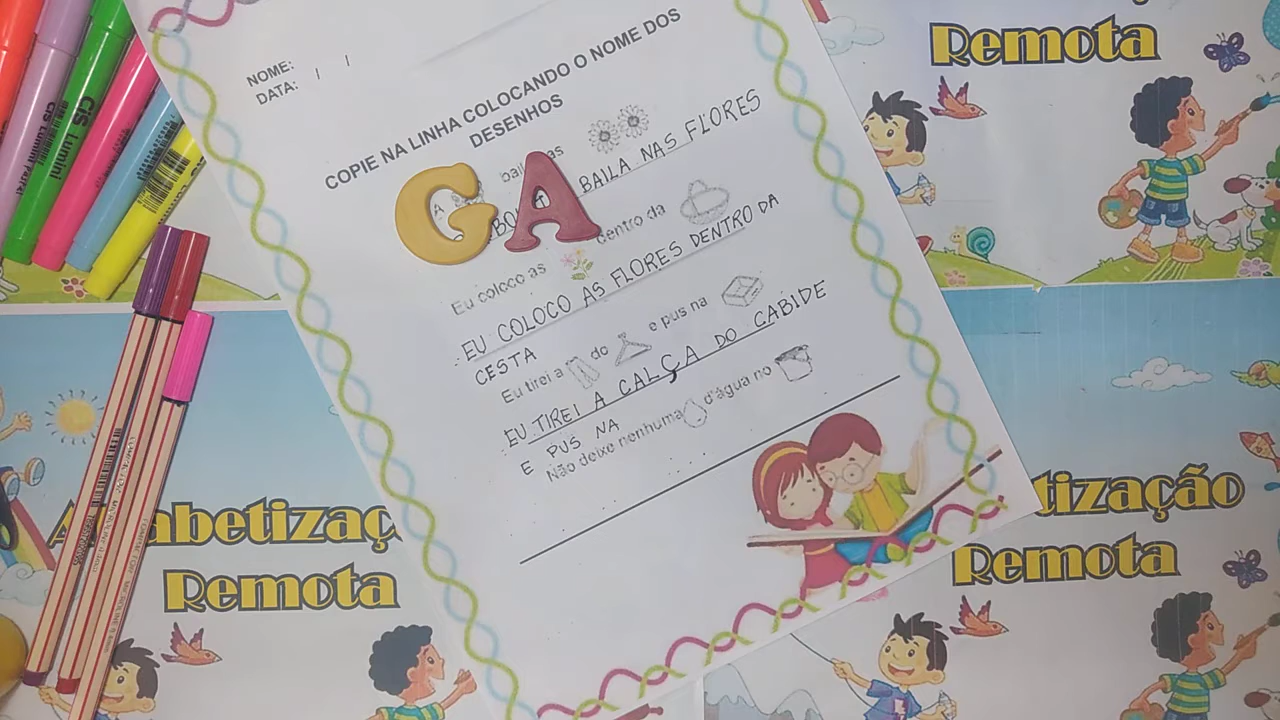 NOME:
DATA: / /
COPIE NA LINHA COLOCANDO O NOME DOS
DESENHOS
GA
BAILA NAS FLORES
Eu coloco as dentro da
EU COLOCO AS FLORES DENTRO DA
CESTA
Eu tirei a do e pus na
EU TIREI A CALÇA DO CABIDE
E PUS NA
Não deixe nenhuma d'água no
Remota
Remota
tização
Remota
CiS Lumini